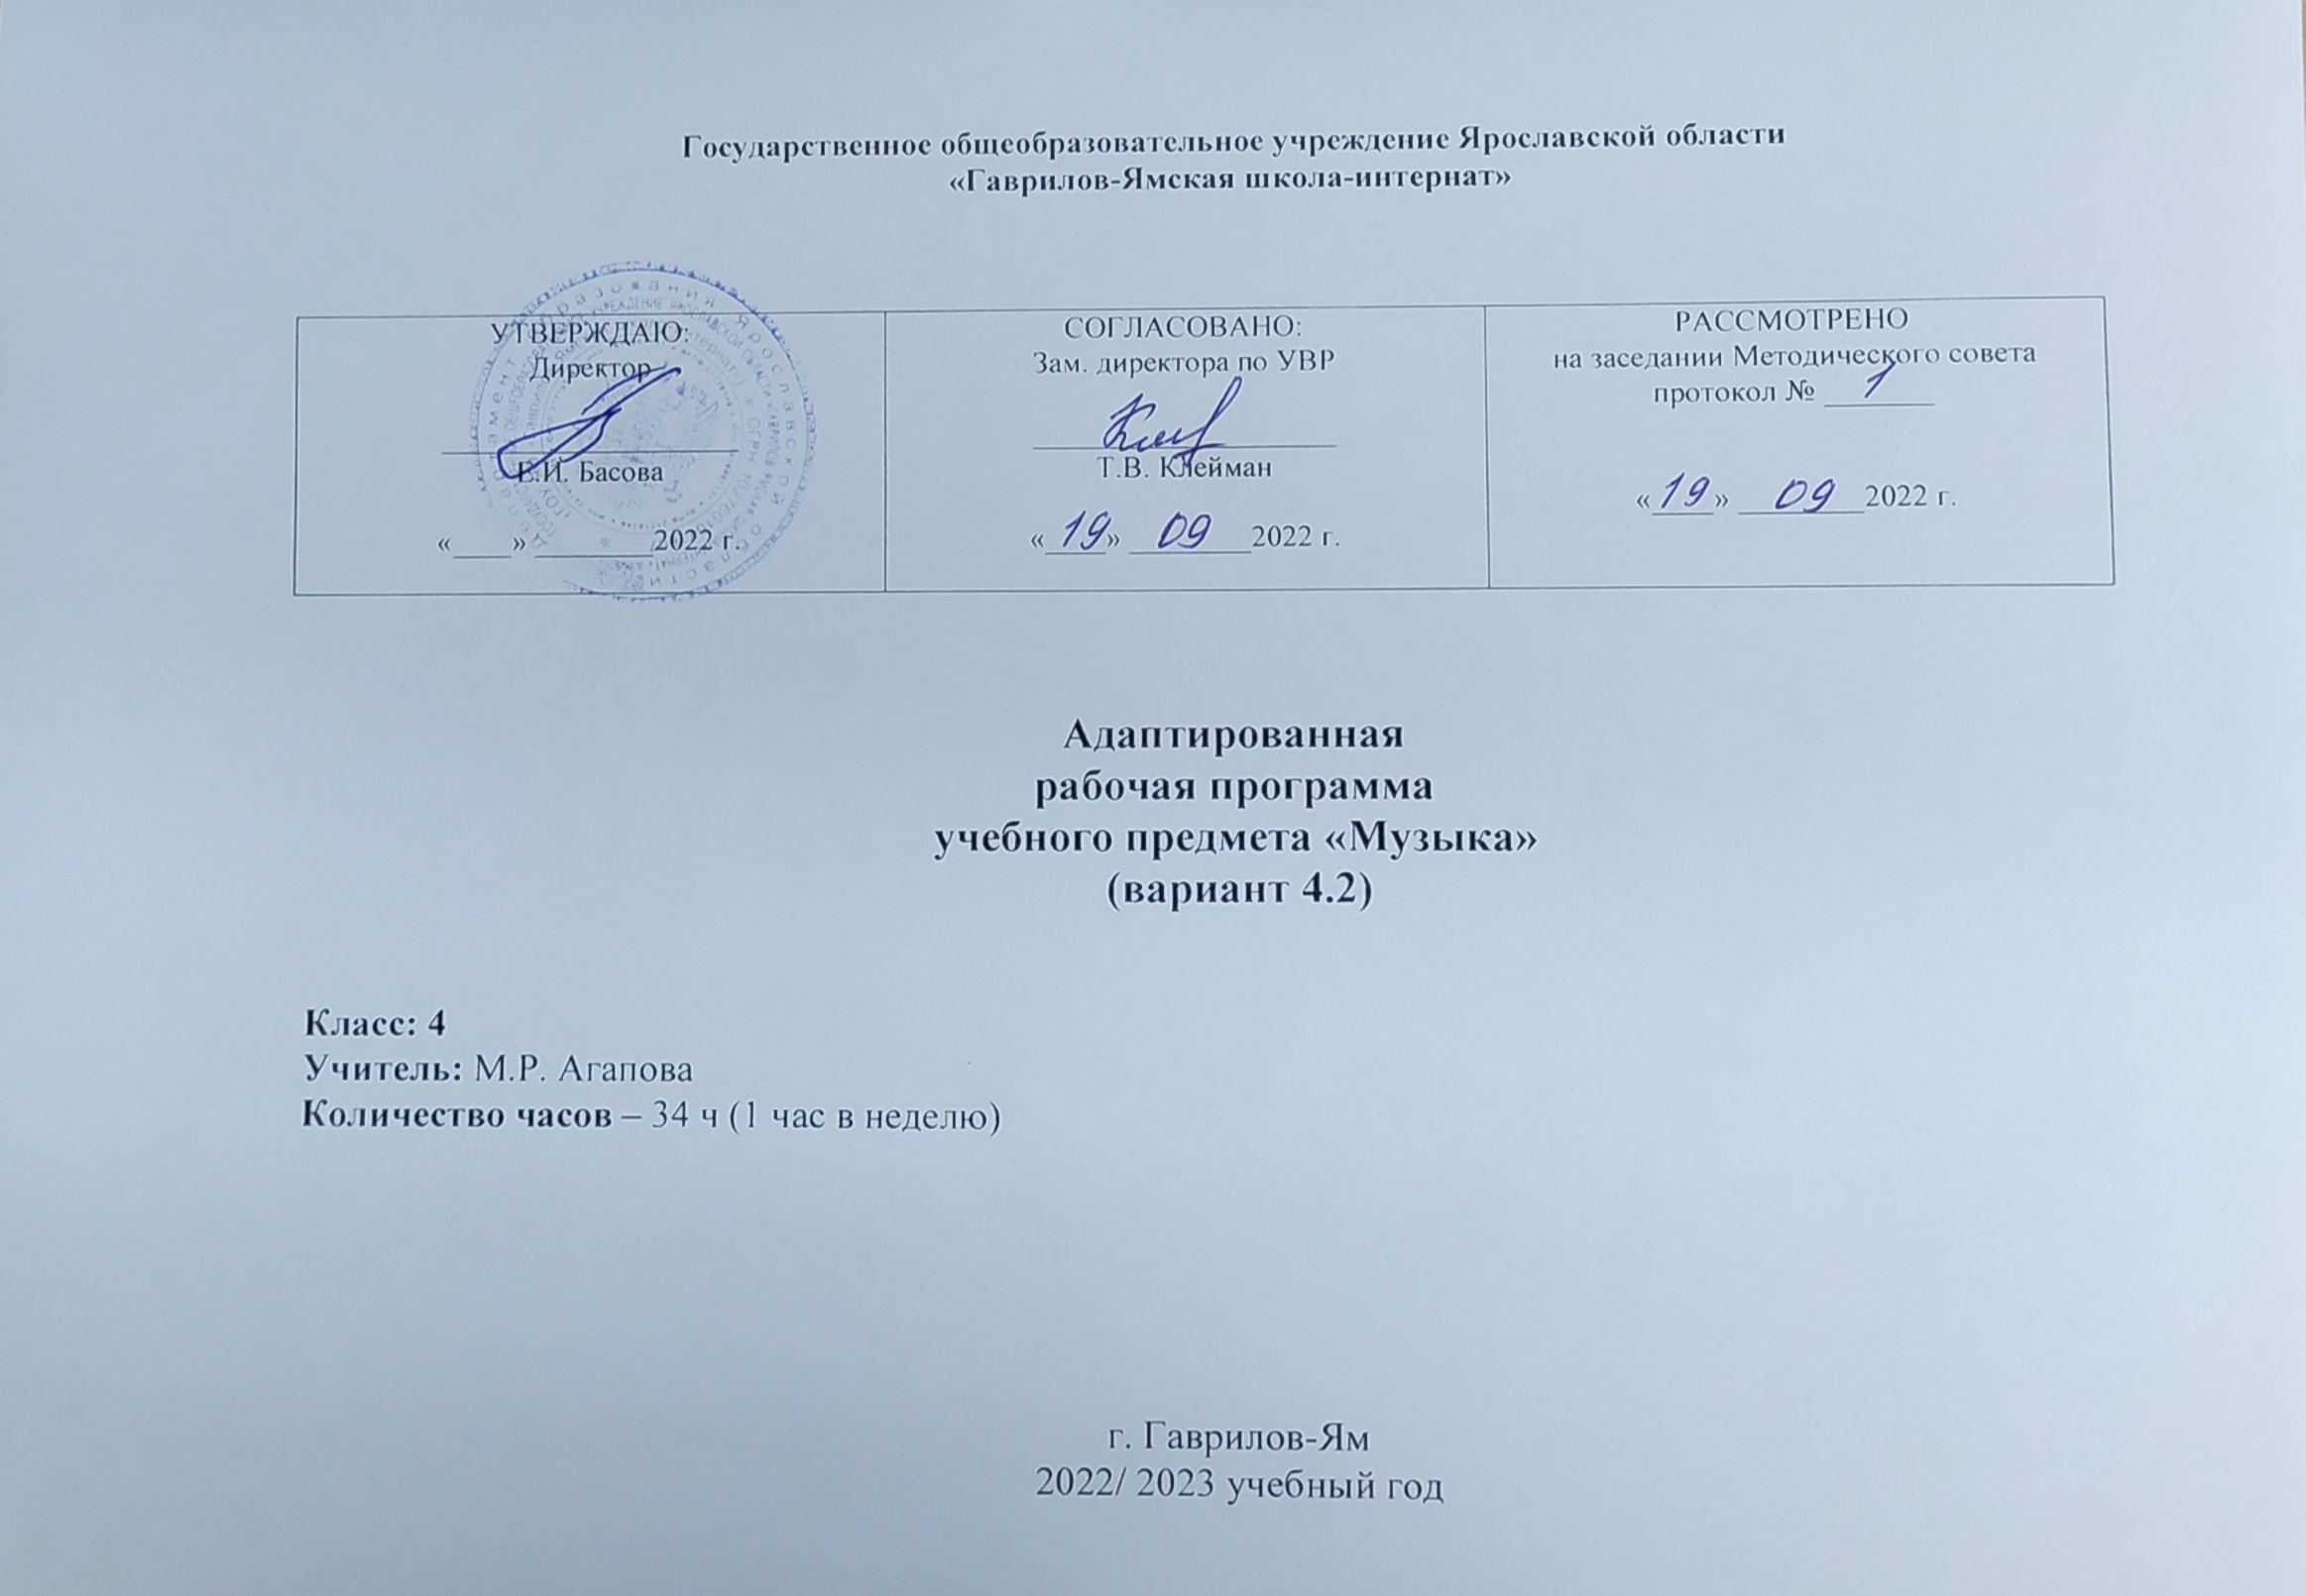 Государственное общеобразовательное учреждение Ярославской области
«Гаврилов-Ямская школа-интернат»
УТВЕРЖДАЮ:
Директор
Е.И. Басова
«____» ________2022 г.
СОГЛАСОВАНО:
Зам. директора по УВР
Т.В. Клейман
«19» 09 2022 г.
РАССМОТРЕНО
на заседании Методического совета
протокол № 1
«19» 09 2022 г.
Адаптированная
рабочая программа
учебного предмета «Музыка»
(вариант 4.2)
Класс: 4
Учитель: М.Р. Агапова
Количество часов – 34 ч (1 час в неделю)
г. Гаврилов-Ям
2022/ 2023 учебный год